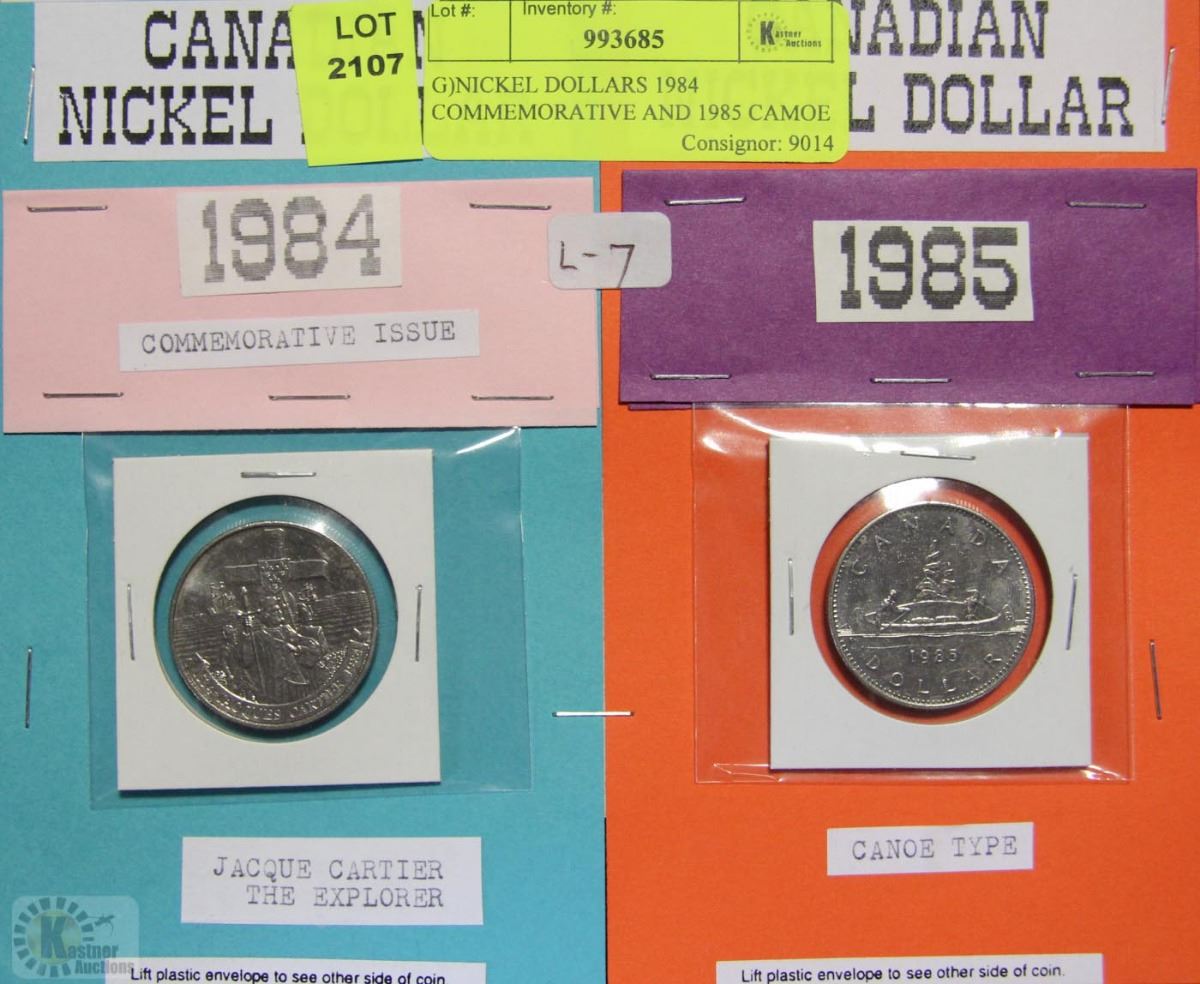 CANA
NICKEL
LOT
2107
Lot #:
Inventory #:
993685
Kastner
Auctions
G)NICKEL DOLLARS 1984
COMMEMORATIVE AND 1985 CAMOE
Consignor: 9014
NADIAN
L DOLLAR
1984
COMMEMORATIVE ISSUE
L-7
1985
JACQUES CARTIER
CANADA
1985
DOLLAR
JACQUE CARTIER
THE EXPLORER
CANOE TYPE
Kastner
Auctions
Lift plastic envelope to see other side of coin.
Lift plastic envelope to see other side of coin.